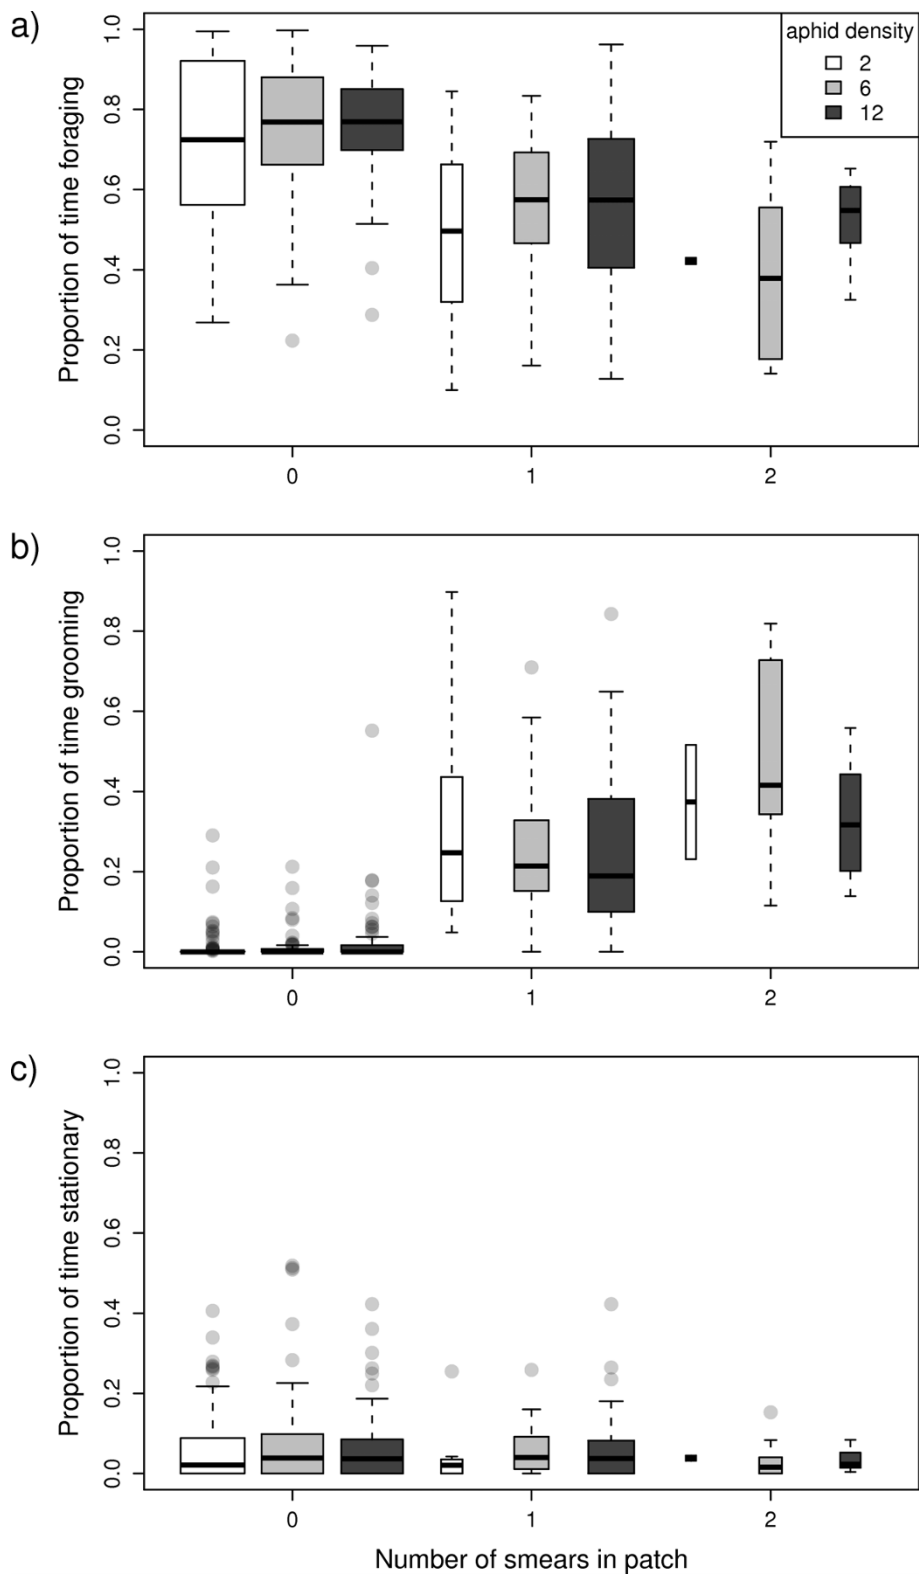 a)
Proportion of time foraging
1.0
0.8
0.6
0.4
0.2
0.0
0 1 2
aphid density
2
6
12
b)
Proportion of time grooming
1.0
0.8
0.6
0.4
0.2
0.0
0 1 2
c)
Proportion of time stationary
1.0
0.8
0.6
0.4
0.2
0.0
0 1 2
Number of smears in patch